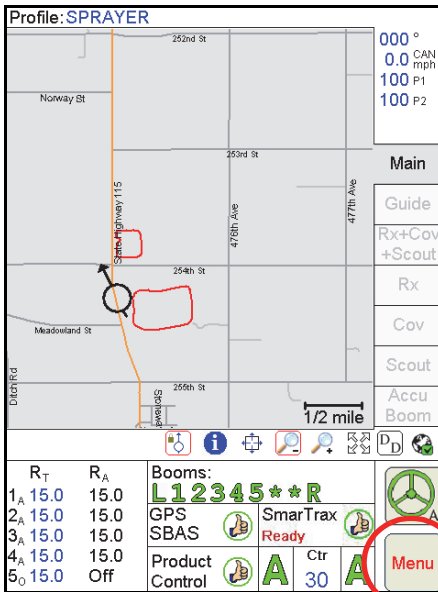 Profile: SPRAYER
252nd St
000 °
0.0 CAN mph
100 P1
100 P2
Norway St
253rd St
Main
State Highway 115
476th Ave
477th Ave
Guide
Rx+Cov
+Scout
254th St
Rx
Meadowland St
Cov
Scout
Ditch Rd
255th St
Stonewa
1/2 mile
Accu
Boom
DD
RT RA
1A 15.0 15.0
2A 15.0 15.0
3A 15.0 15.0
4A 15.0 15.0
5O 15.0 Off
Booms:
L12345**R
GPS
SBAS
SmarTrax
Ready
Product
Control
A
Ctr
30
A
A
Menu